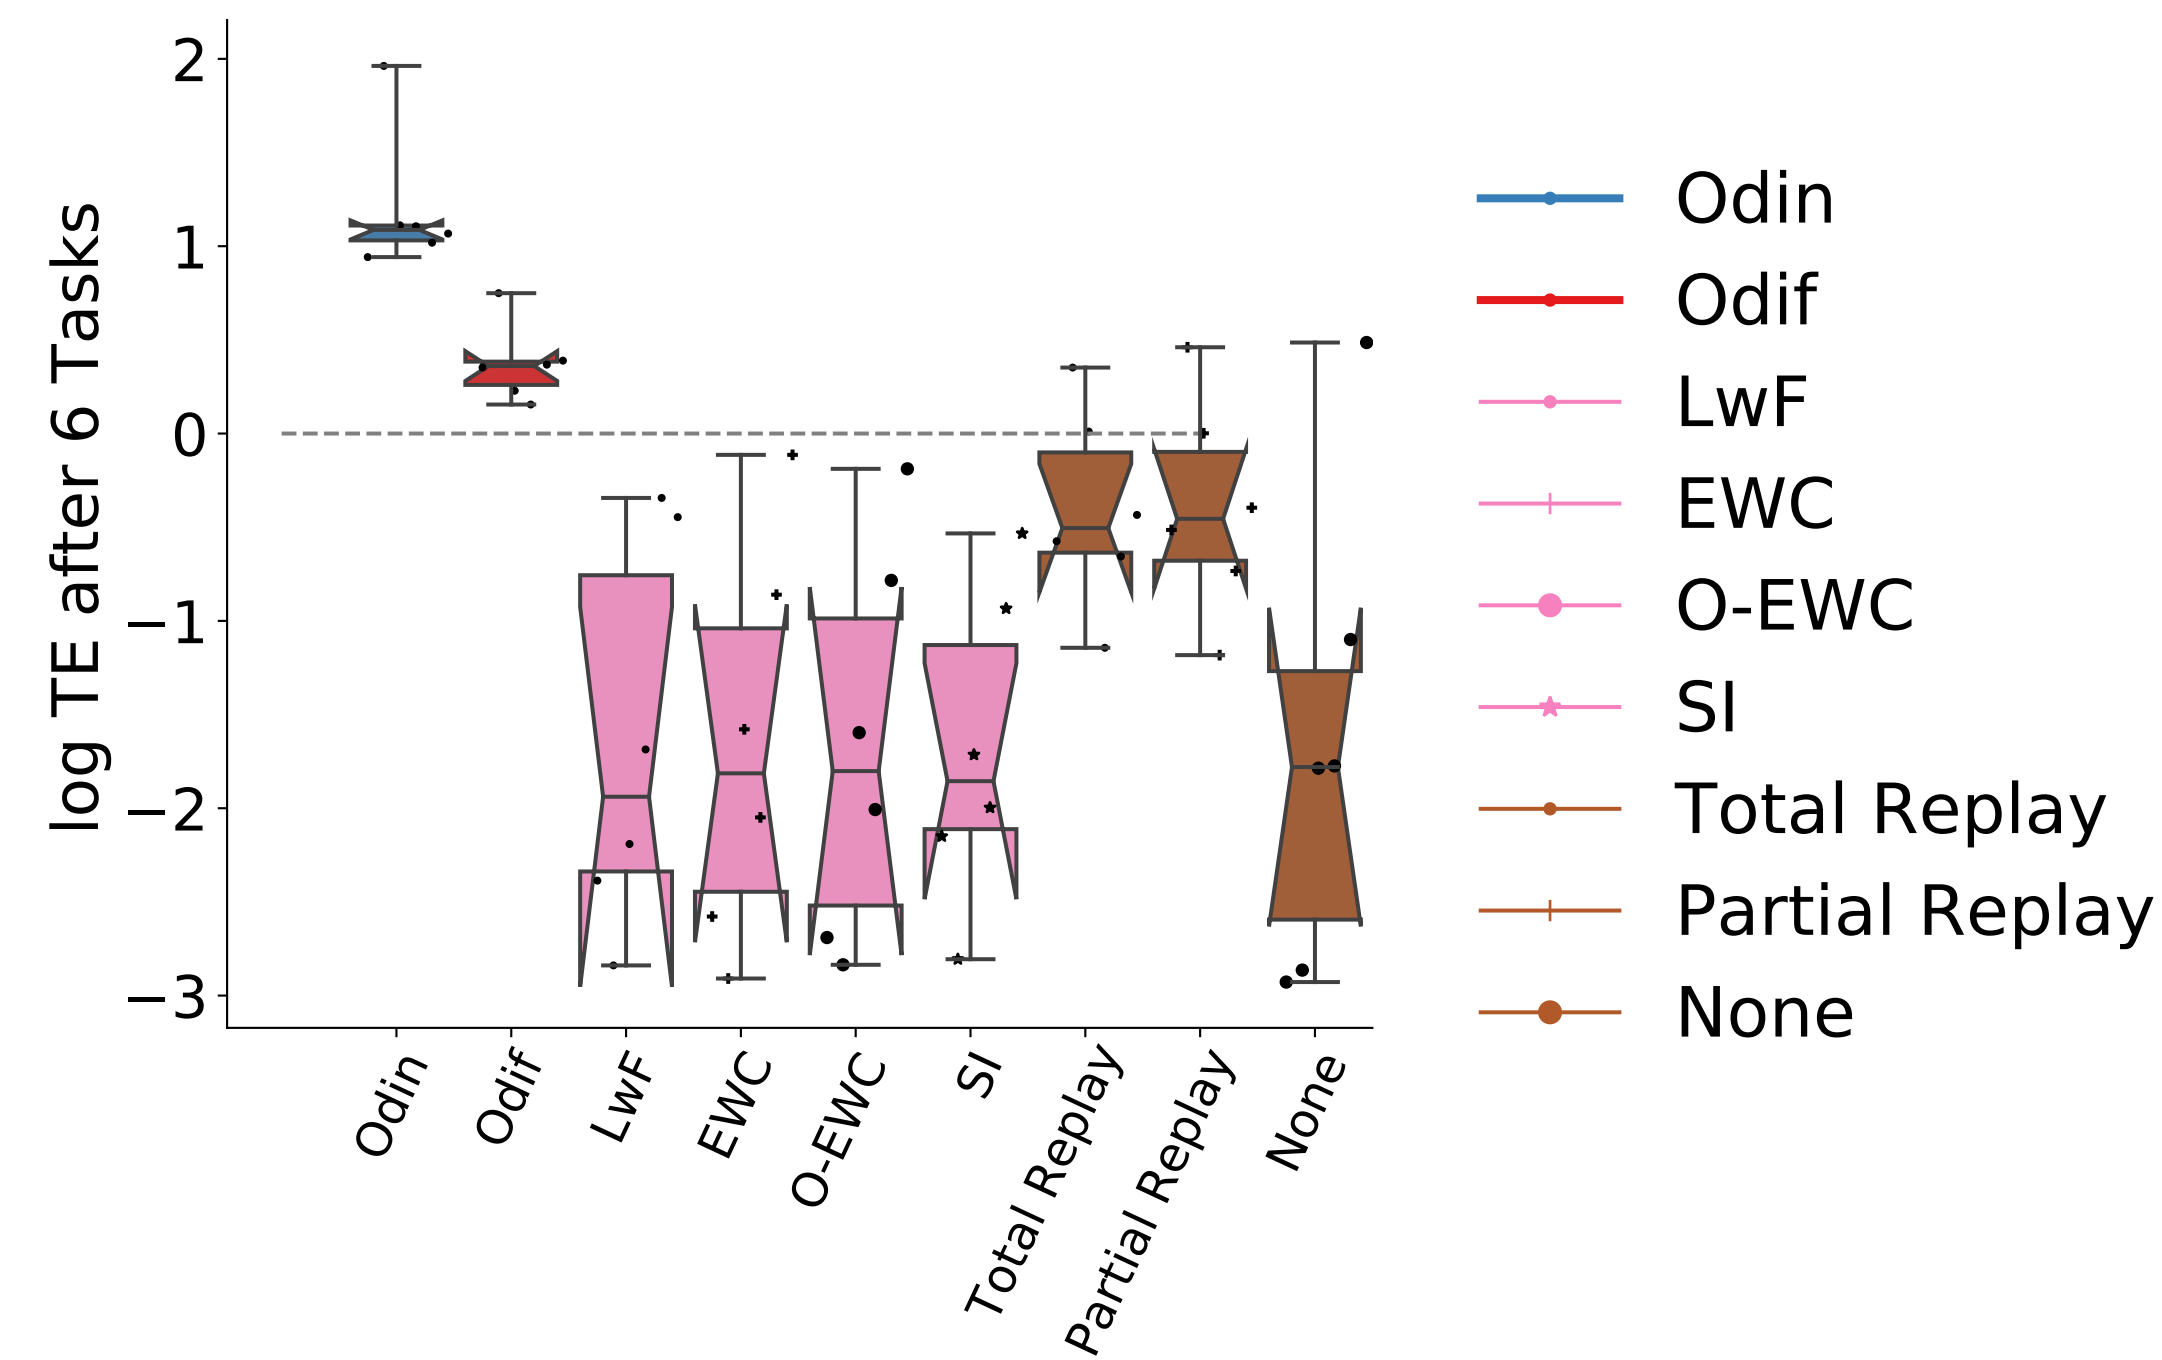 log TE after 6 Tasks
2
1
0
−1
−2
−3
Odin
Odif
LwF
EWC
O-EWC
SI
Total Replay
Partial Replay
None
Odin
Odif
LwF
EWC
O-EWC
SI
Total Replay
Partial Replay
None